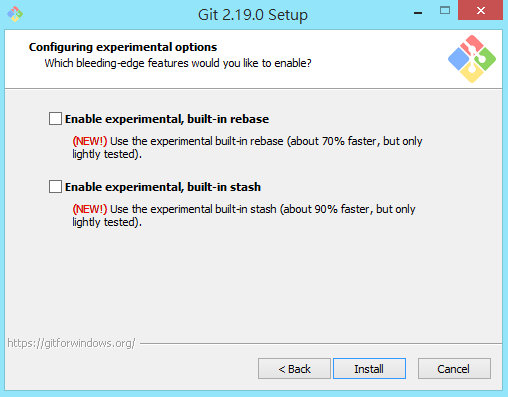 Git 2.19.0 Setup
Configuring experimental options
Which bleeding-edge features would you like to enable?
Enable experimental, built-in rebase
(NEW!) Use the experimental built-in rebase (about 70% faster, but only
lightly tested).
Enable experimental, built-in stash
(NEW!) Use the experimental built-in stash (about 90% faster, but only
lightly tested).
https://gitforwindows.org/
< Back
Install
Cancel